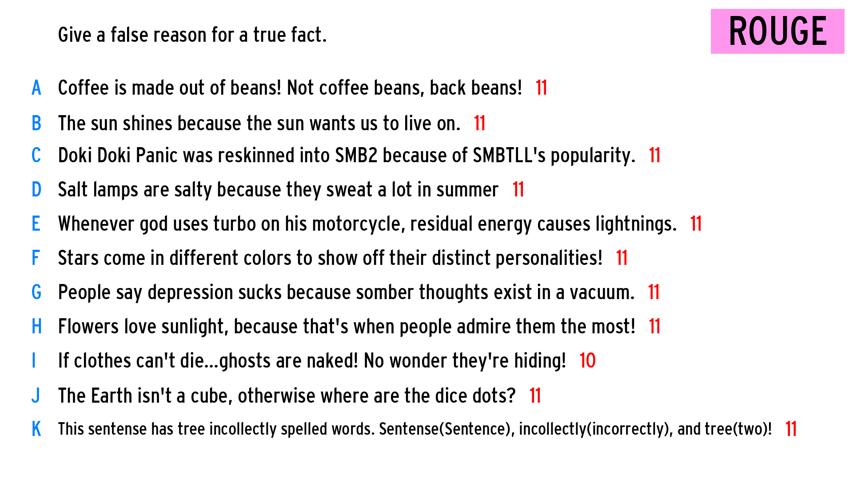 Give a false reason for a true fact.
ROUGE
A Coffee is made out of beans! Not coffee beans, back beans! 11
B The sun shines because the sun wants us to live on. 11
C Doki Doki Panic was reskinned into SMB2 because of SMBTLL's popularity. 11
D Salt lamps are salty because they sweat a lot in summer 11
E Whenever god uses turbo on his motorcycle, residual energy causes lightnings. 11
F Stars come in different colors to show off their distinct personalities! 11
G People say depression sucks because somber thoughts exist in a vacuum. 11
H Flowers love sunlight, because that's when people admire them the most! 11
I If clothes can't die...ghosts are naked! No wonder they're hiding! 10
J The Earth isn't a cube, otherwise where are the dice dots? 11
K This sentense has tree incollectly spelled words. Sentense(Sentence), incollectly(incorrectly), and tree(two)! 11